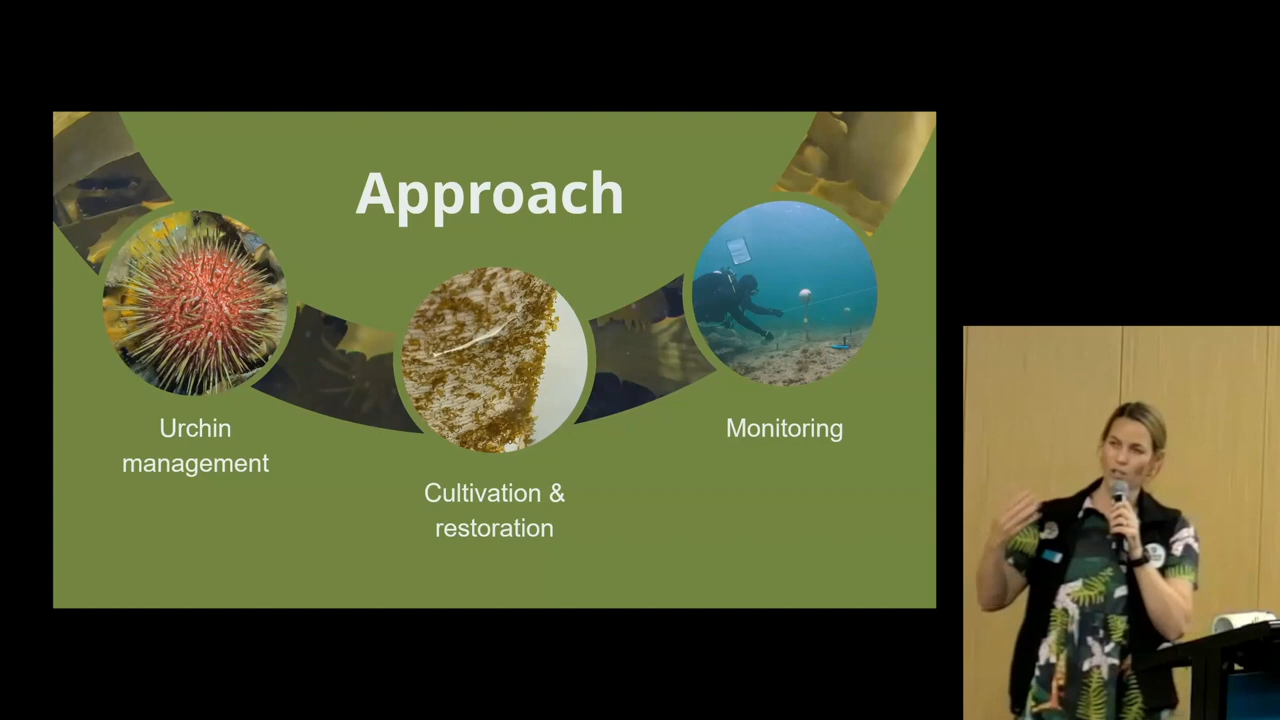 Approach
Urchin
management
Cultivation &
restoration
Monitoring